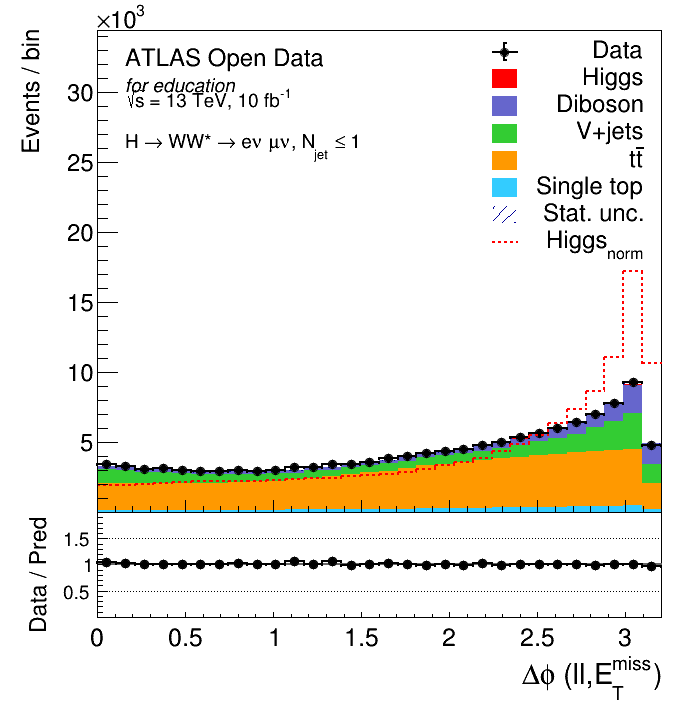 ×10³
Events / bin
ATLAS Open Data
for education
√s = 13 TeV, 10 fb⁻¹
H → WW* → eν μν, N_jet ≤ 1
Data
Higgs
Diboson
V+jets
tt̄
Single top
Stat. unc.
Higgs_norm
30
25
20
15
10
5
Data / Pred
1.5
1
0.5
0 0.5 1 1.5 2 2.5 3
Δϕ (ll,E_T^miss)